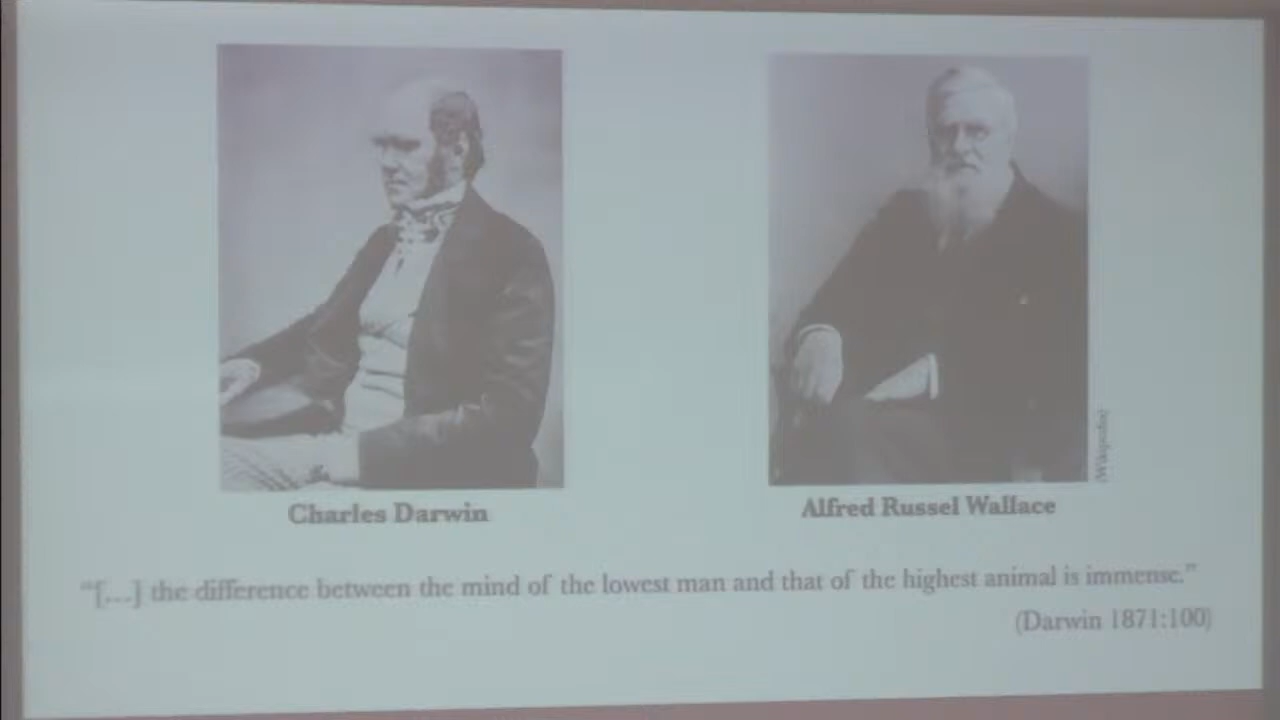 (Wikipedia)
Charles Darwin
Alfred Russel Wallace
“[...] the difference between the mind of the lowest man and that of the highest animal is immense.”
(Darwin 1871:100)